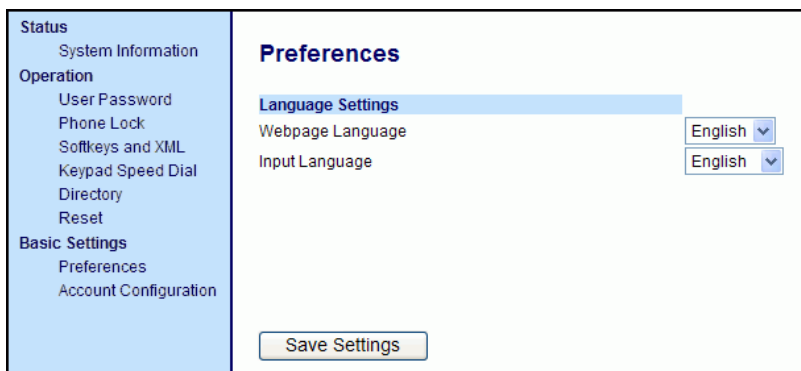 Status
System Information
Operation
User Password
Phone Lock
Softkeys and XML
Keypad Speed Dial
Directory
Reset
Basic Settings
Preferences
Account Configuration
Preferences
Language Settings
Webpage Language English
Input Language English
Save Settings